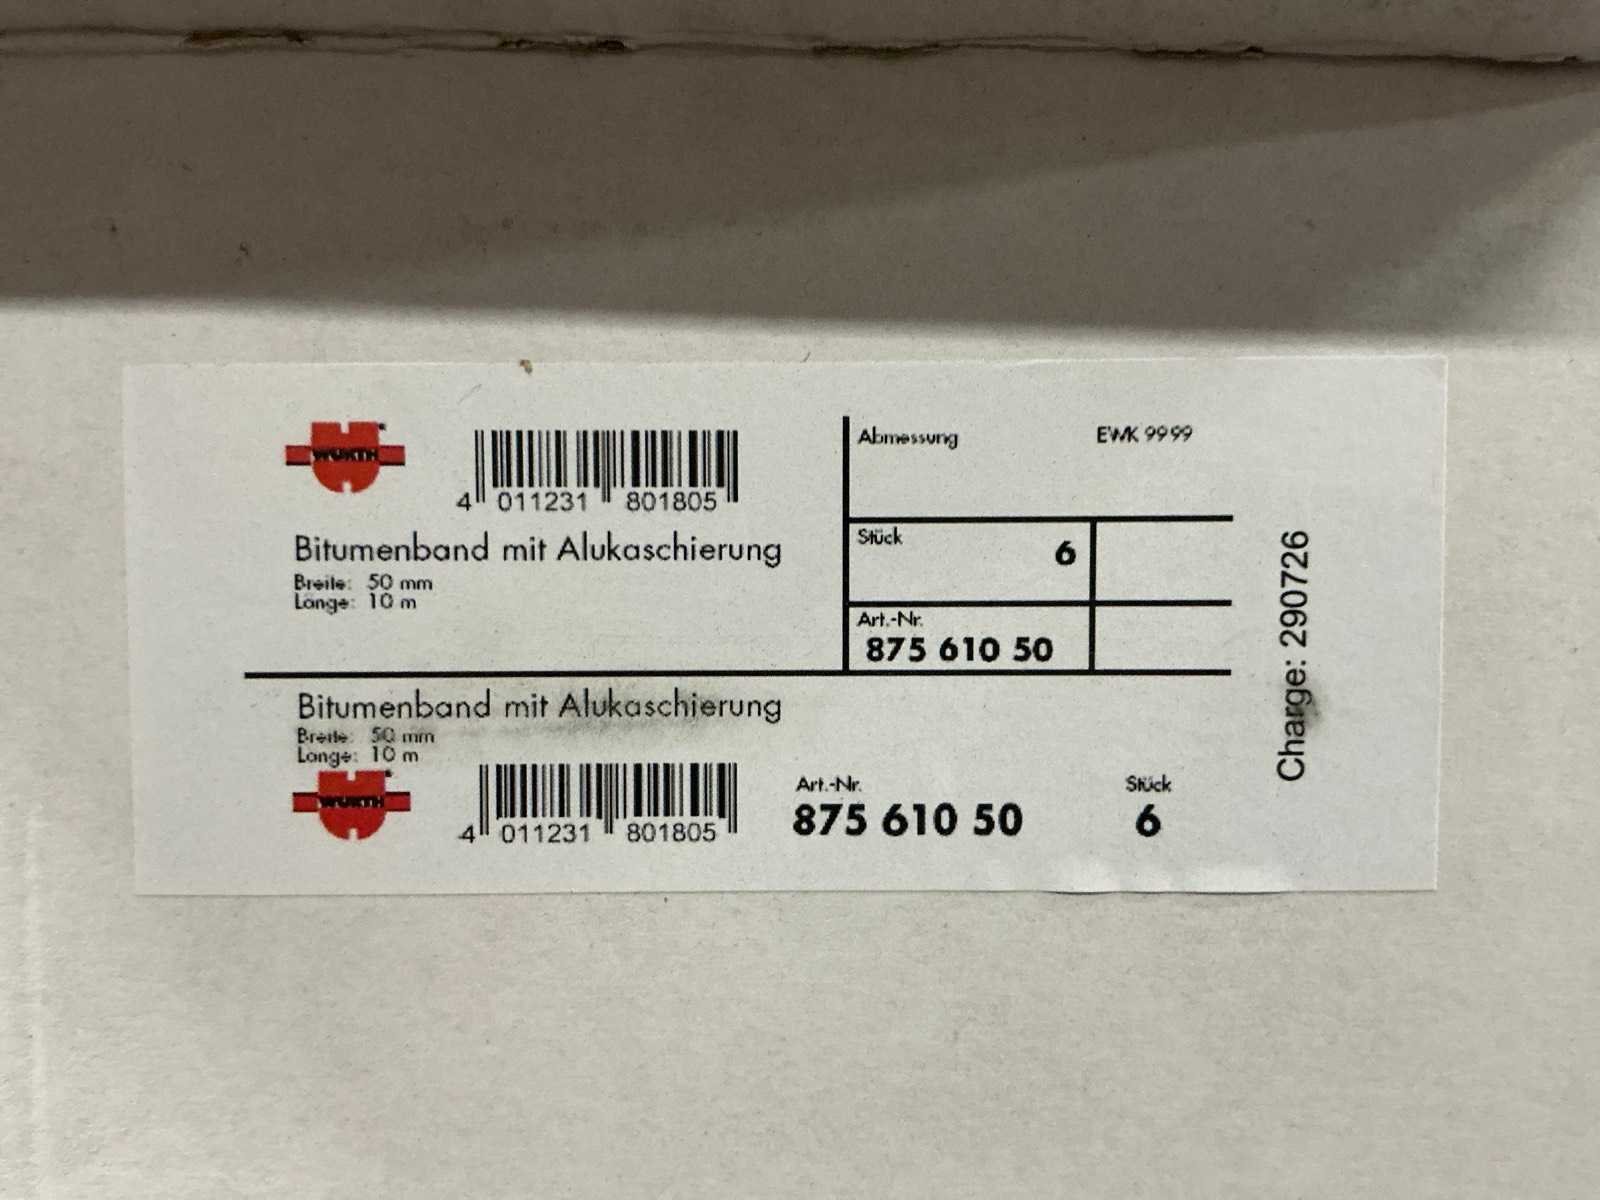 WÜRTH
4 011231 801805
Bitumenband mit Alukaschierung
Breite: 50 mm
Länge: 10 m
Abmessung EWK 9999
Stück
6
Art.-Nr.
875 610 50
Charge: 290726
Bitumenband mit Alukaschierung
Breite: 50 mm
Länge: 10 m
WÜRTH
4 011231 801805
Art.-Nr.
875 610 50
Stück
6